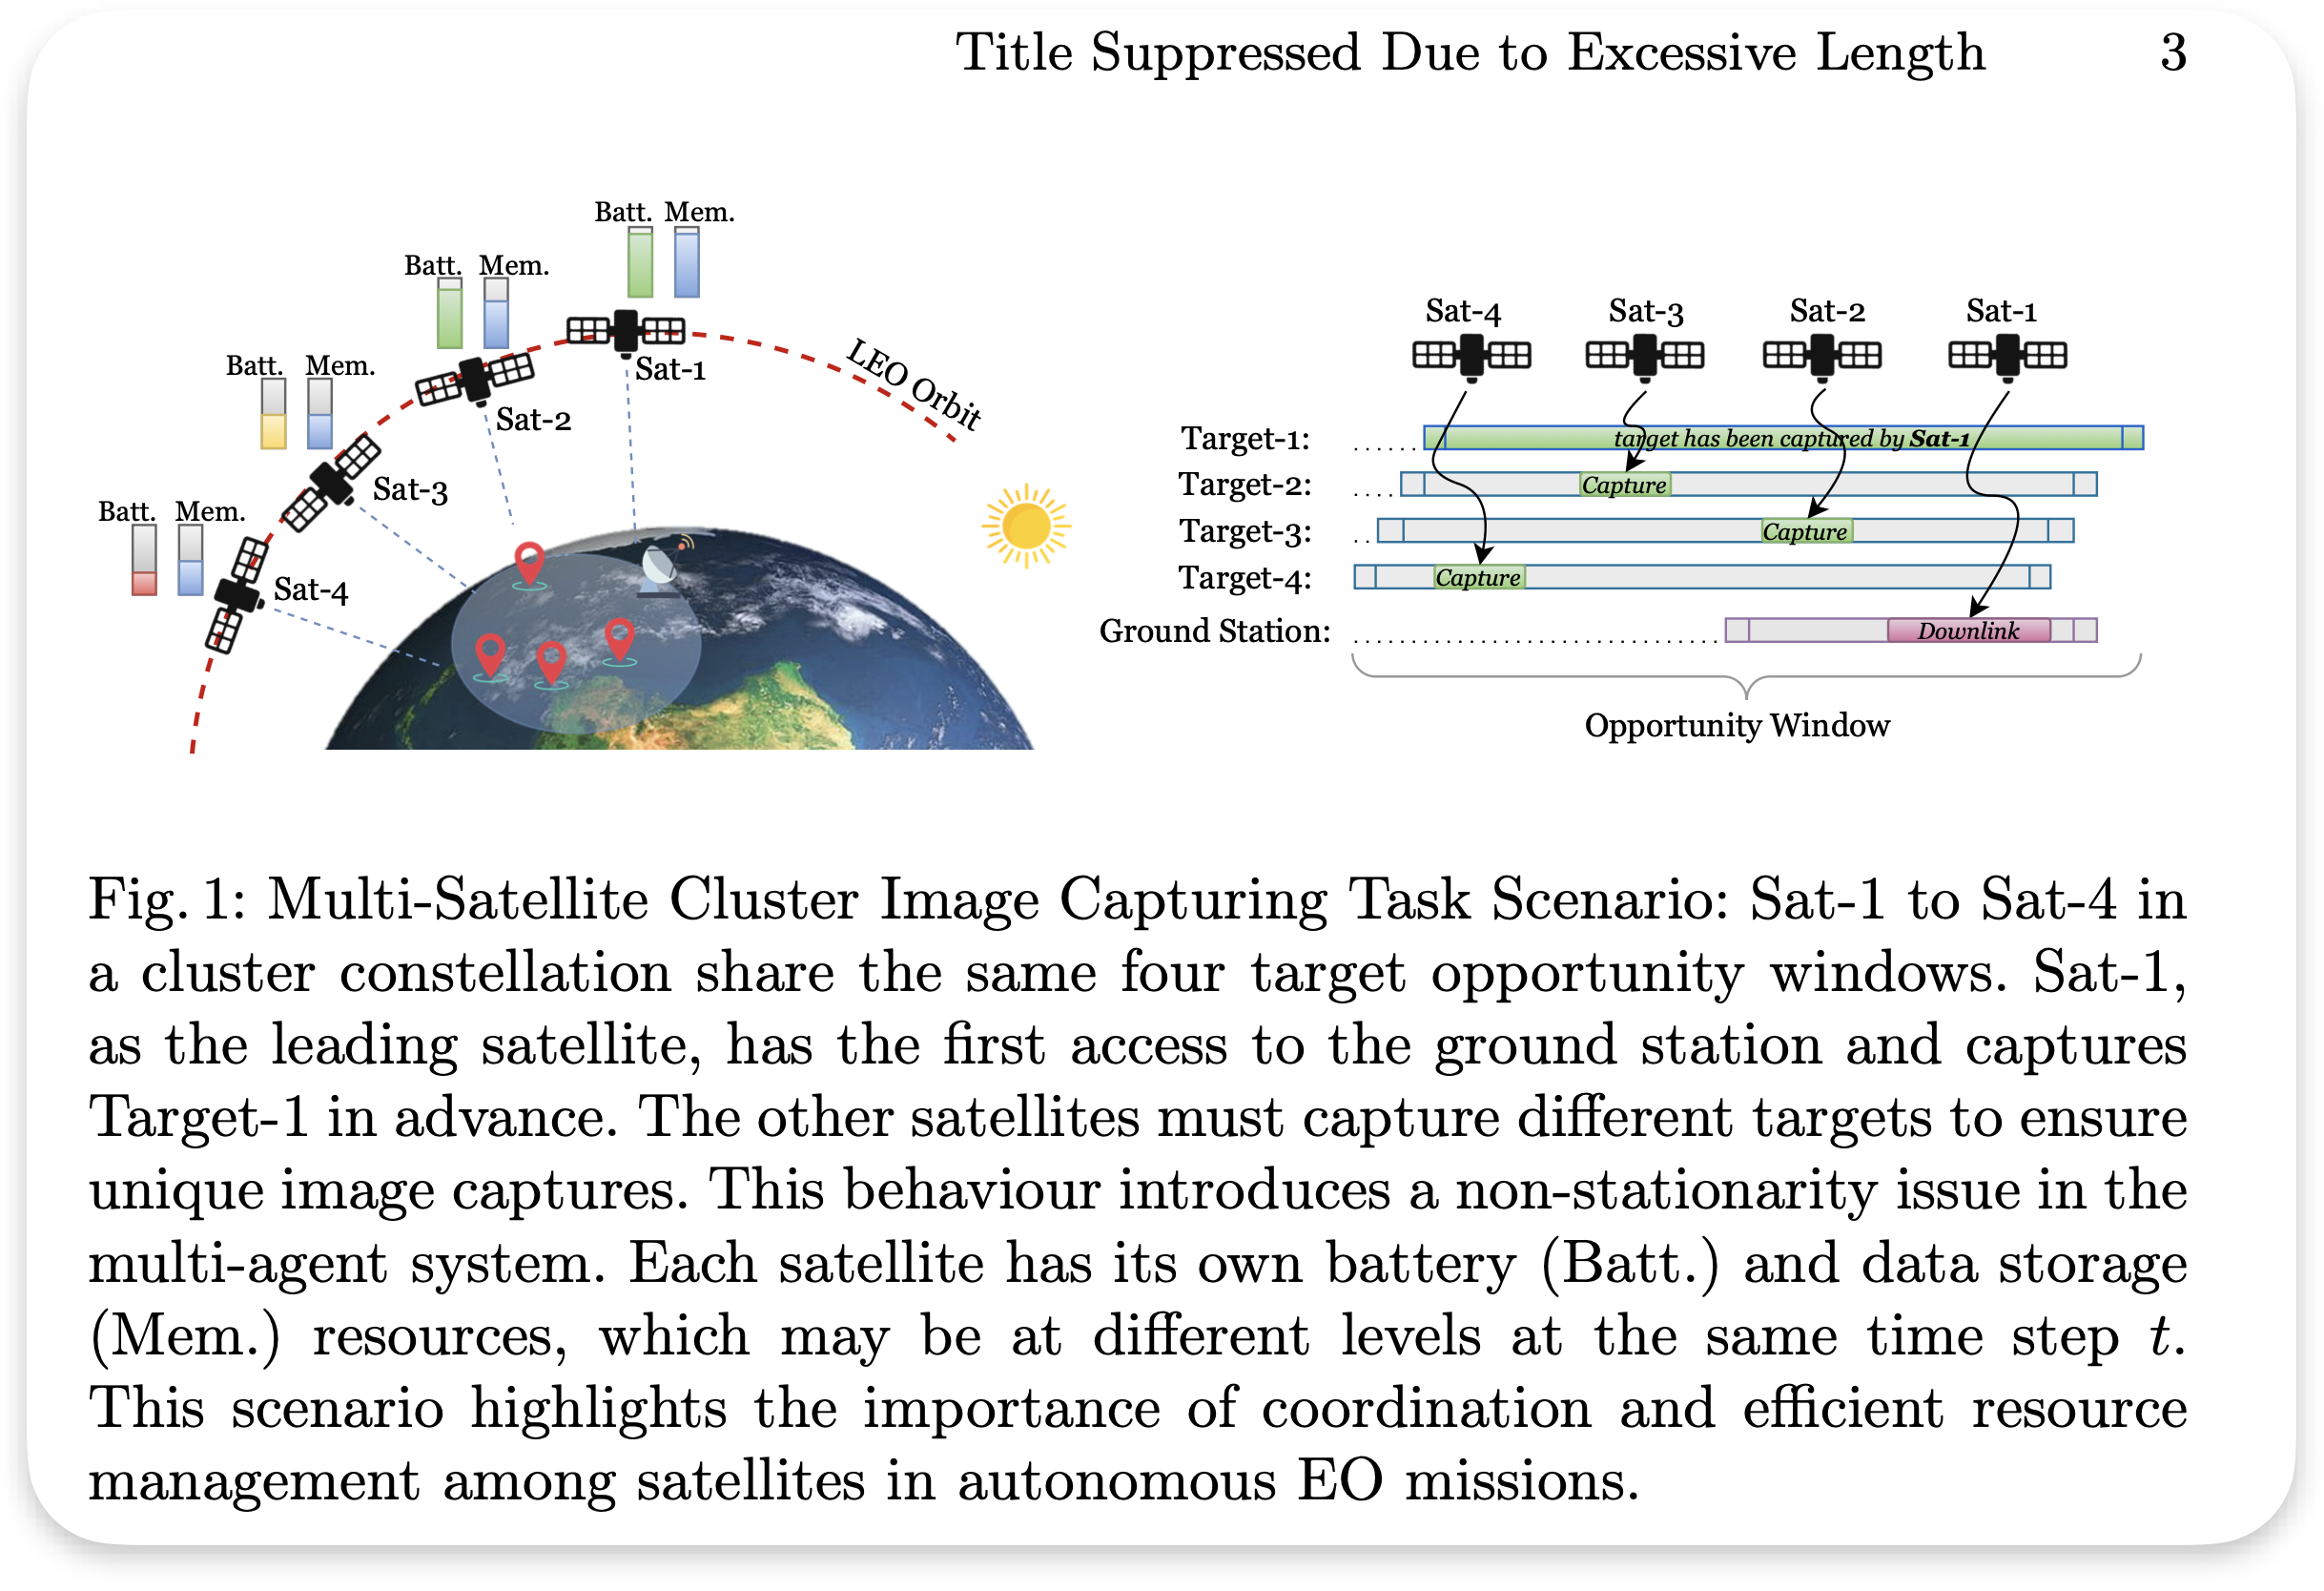 Title Suppressed Due to Excessive Length 3
Batt. Mem.
Batt. Mem.
Batt. Mem.
Batt. Mem.
Sat-1
Sat-2
Sat-3
Sat-4
LEO Orbit
Sat-4 Sat-3 Sat-2 Sat-1
Target-1: ...... target has been captured by Sat-1
Target-2: .... Capture
Target-3: .. Capture
Target-4: Capture
Ground Station: ................................ Downlink
Opportunity Window
Fig. 1: Multi-Satellite Cluster Image Capturing Task Scenario: Sat-1 to Sat-4 in
a cluster constellation share the same four target opportunity windows. Sat-1,
as the leading satellite, has the first access to the ground station and captures
Target-1 in advance. The other satellites must capture different targets to ensure
unique image captures. This behaviour introduces a non-stationarity issue in the
multi-agent system. Each satellite has its own battery (Batt.) and data storage
(Mem.) resources, which may be at different levels at the same time step t.
This scenario highlights the importance of coordination and efficient resource
management among satellites in autonomous EO missions.